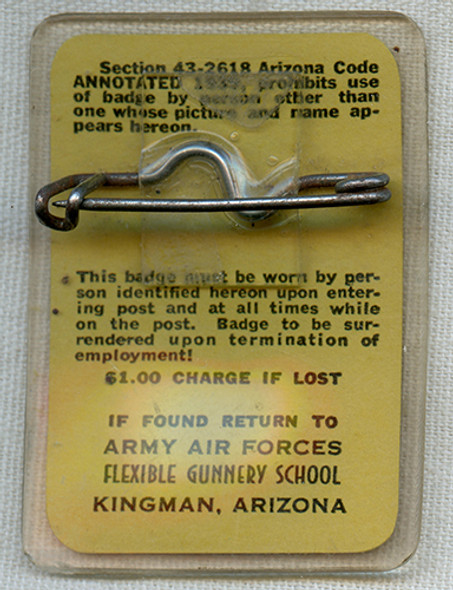 Section 43-2618 Arizona Code
ANNOTATED 1939, prohibits use
of badge by person other than
one whose picture and name ap-
pears hereon.
This badge must be worn by per-
son identified hereon upon enter-
ing post and at all times while
on the post. Badge to be sur-
rendered upon termination of
employment!
$1.00 CHARGE IF LOST
IF FOUND RETURN TO
ARMY AIR FORCES
FLEXIBLE GUNNERY SCHOOL
KINGMAN, ARIZONA